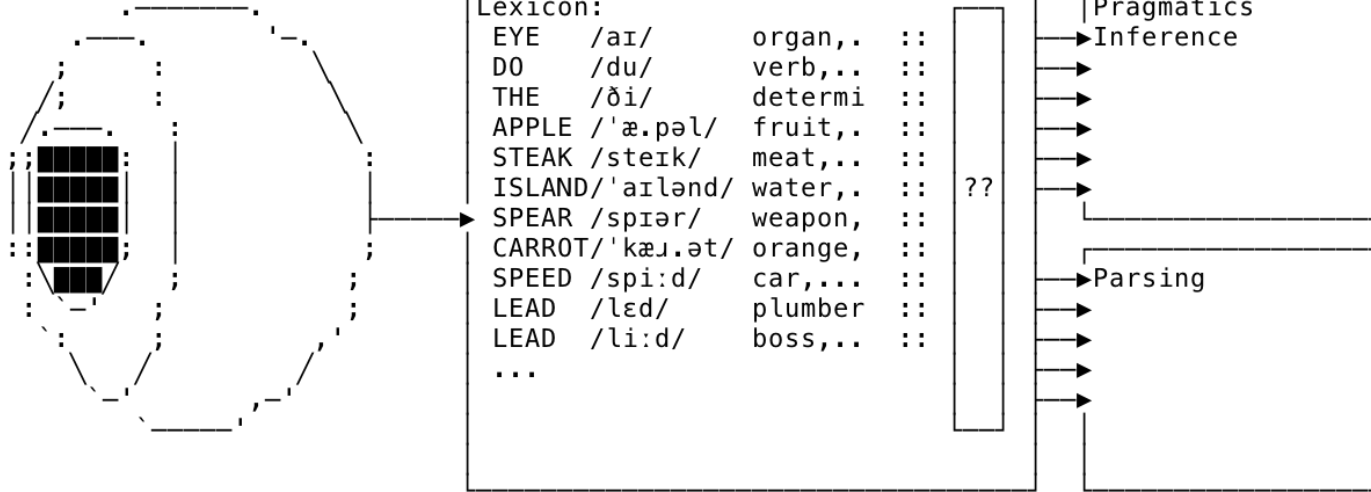 Lexicon:
EYE /aɪ/ organ,. ::
DO /du/ verb,.. ::
THE /ði/ determi ::
APPLE /ˈæ.pəl/ fruit,. ::
STEAK /steɪk/ meat,.. ::
ISLAND/ˈaɪlənd/ water,. ::
SPEAR /spɪər/ weapon, ::
CARROT/ˈkæɹ.ət/ orange, ::
SPEED /spiːd/ car,... ::
LEAD /lɛd/ plumber ::
LEAD /liːd/ boss,.. ::
...
??
Pragmatics
Inference
Parsing